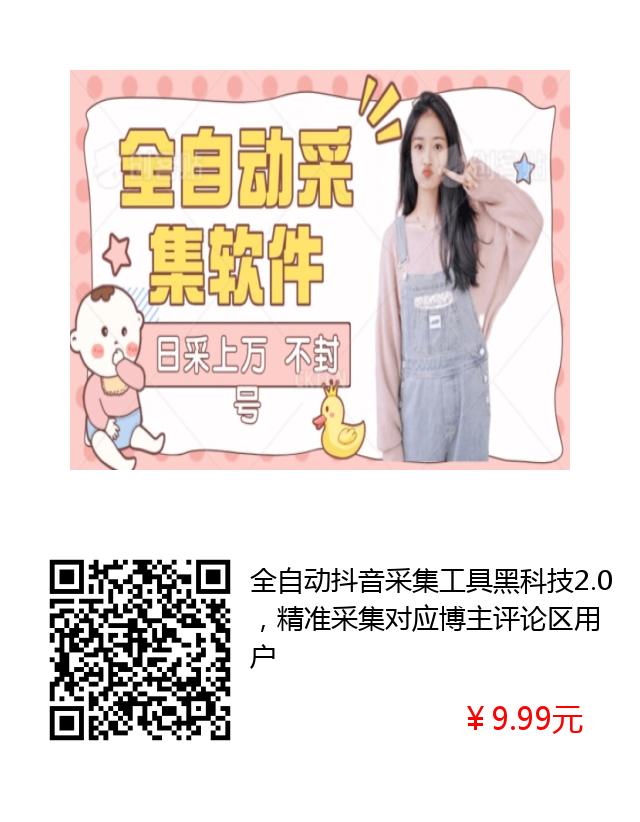 全自动采
集软件
日采上万 不封
号
全自动抖音采集工具黑科技2.0
，精准采集对应博主评论区用
户
￥9.99元